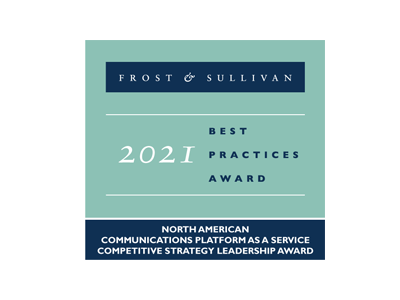 FROST & SULLIVAN
BEST
2021 PRACTICES
AWARD
NORTH AMERICAN
COMMUNICATIONS PLATFORM AS A SERVICE
COMPETITIVE STRATEGY LEADERSHIP AWARD